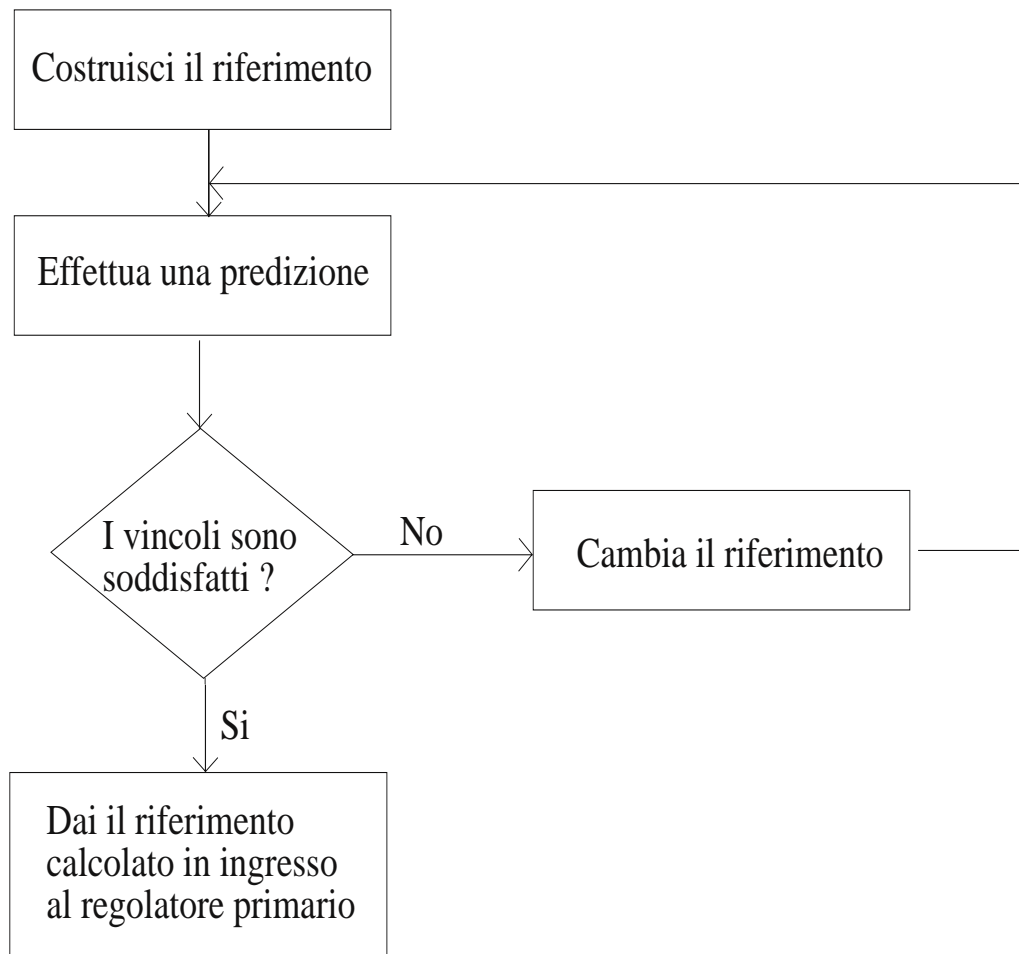 Costruisci il riferimento
Effettua una predizione
I vincoli sono
soddisfatti ?
No
Cambia il riferimento
Si
Dai il riferimento
calcolato in ingresso
al regolatore primario